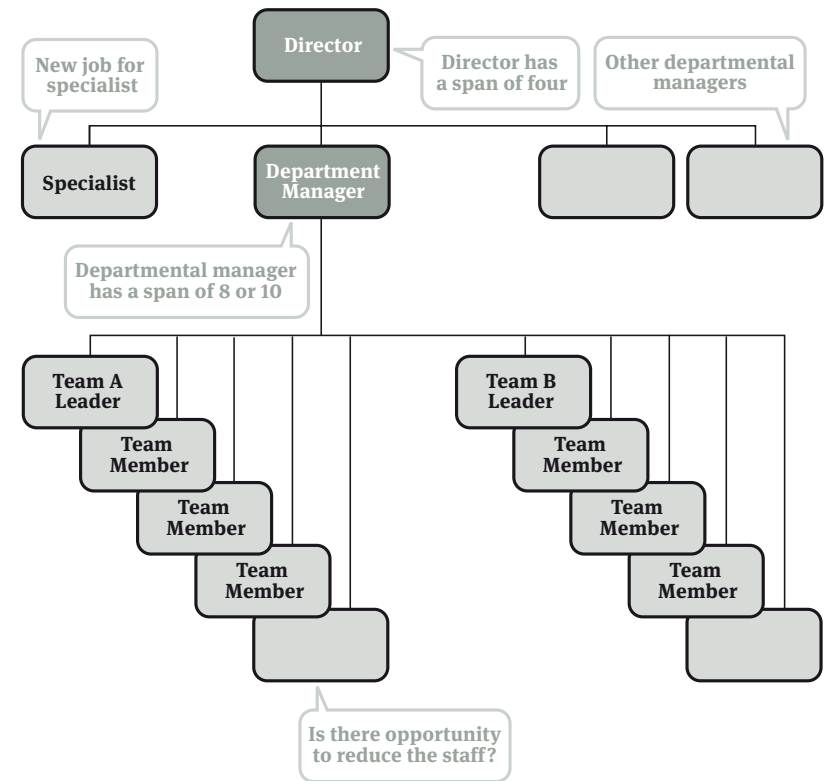 Director
New job for
specialist
Director has
a span of four
Other departmental
managers
Specialist
Department
Manager
Departmental manager
has a span of 8 or 10
Team A
Leader
Team
Member
Team
Member
Team
Member
Team B
Leader
Team
Member
Team
Member
Team
Member
Is there opportunity
to reduce the staff?